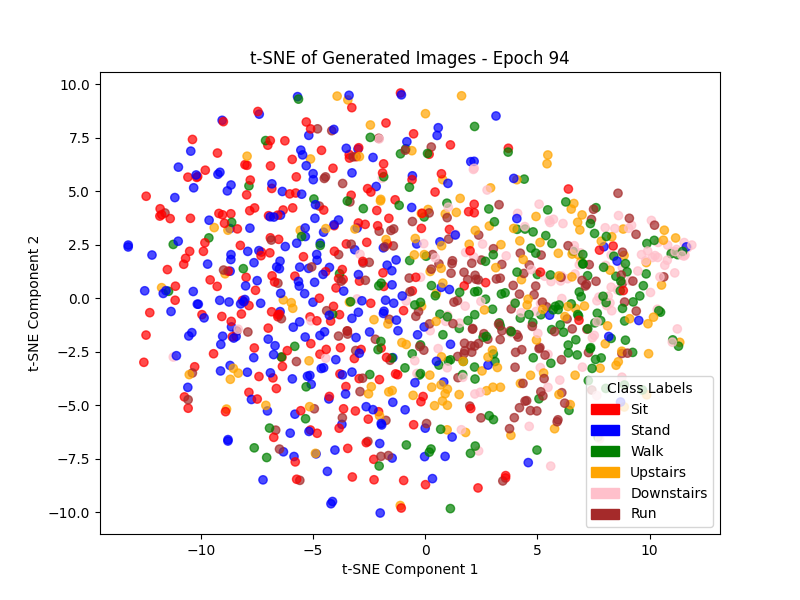 t-SNE of Generated Images - Epoch 94
t-SNE Component 2
10.0
7.5
5.0
2.5
0.0
−2.5
−5.0
−7.5
−10.0
Class Labels
Sit
Stand
Walk
Upstairs
Downstairs
Run
−10
−5
0
5
10
t-SNE Component 1